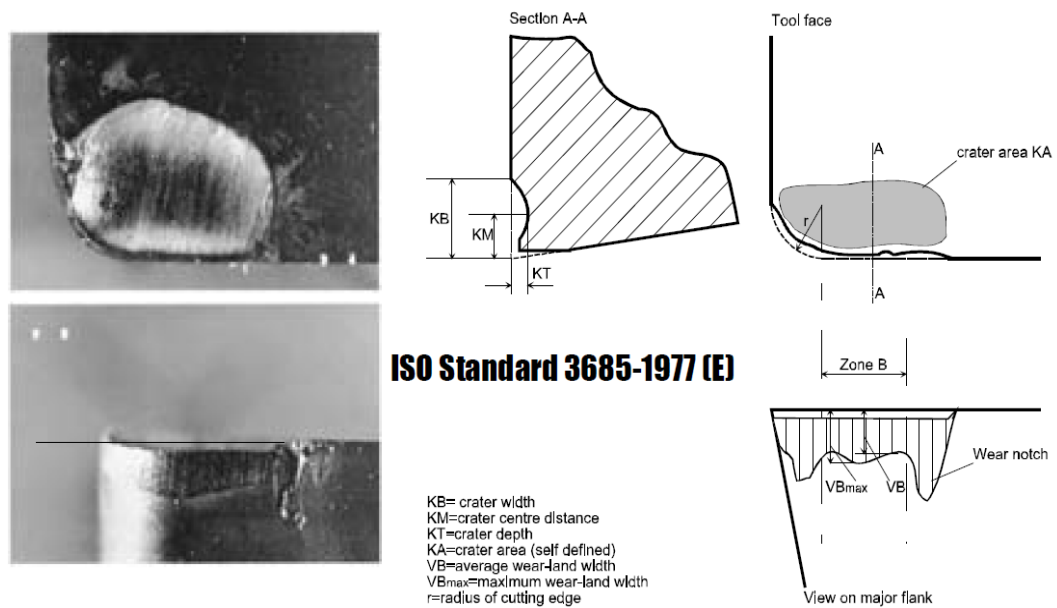 Section A-A
Tool face
KB
KM
KT
r
A
crater area KA
A
ISO Standard 3685-1977 (E)
Zone B
VBmax
VB
Wear notch
KB= crater width
KM=crater centre distance
KT=crater depth
KA=crater area (self defined)
VB=average wear-land width
VBmax=maximum wear-land width
r=radius of cutting edge
View on major flank